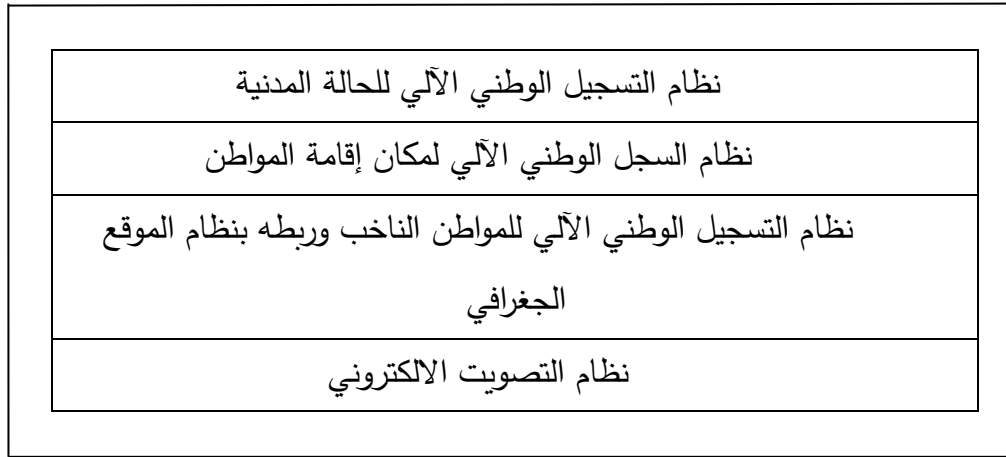 نظام التسجيل الوطني الآلي للحالة المدنية
نظام السجل الوطني الآلي لمكان إقامة المواطن
نظام التسجيل الوطني الآلي للمواطن الناخب وربطه بنظام الموقع
الجغرافي
نظام التصويت الالكتروني